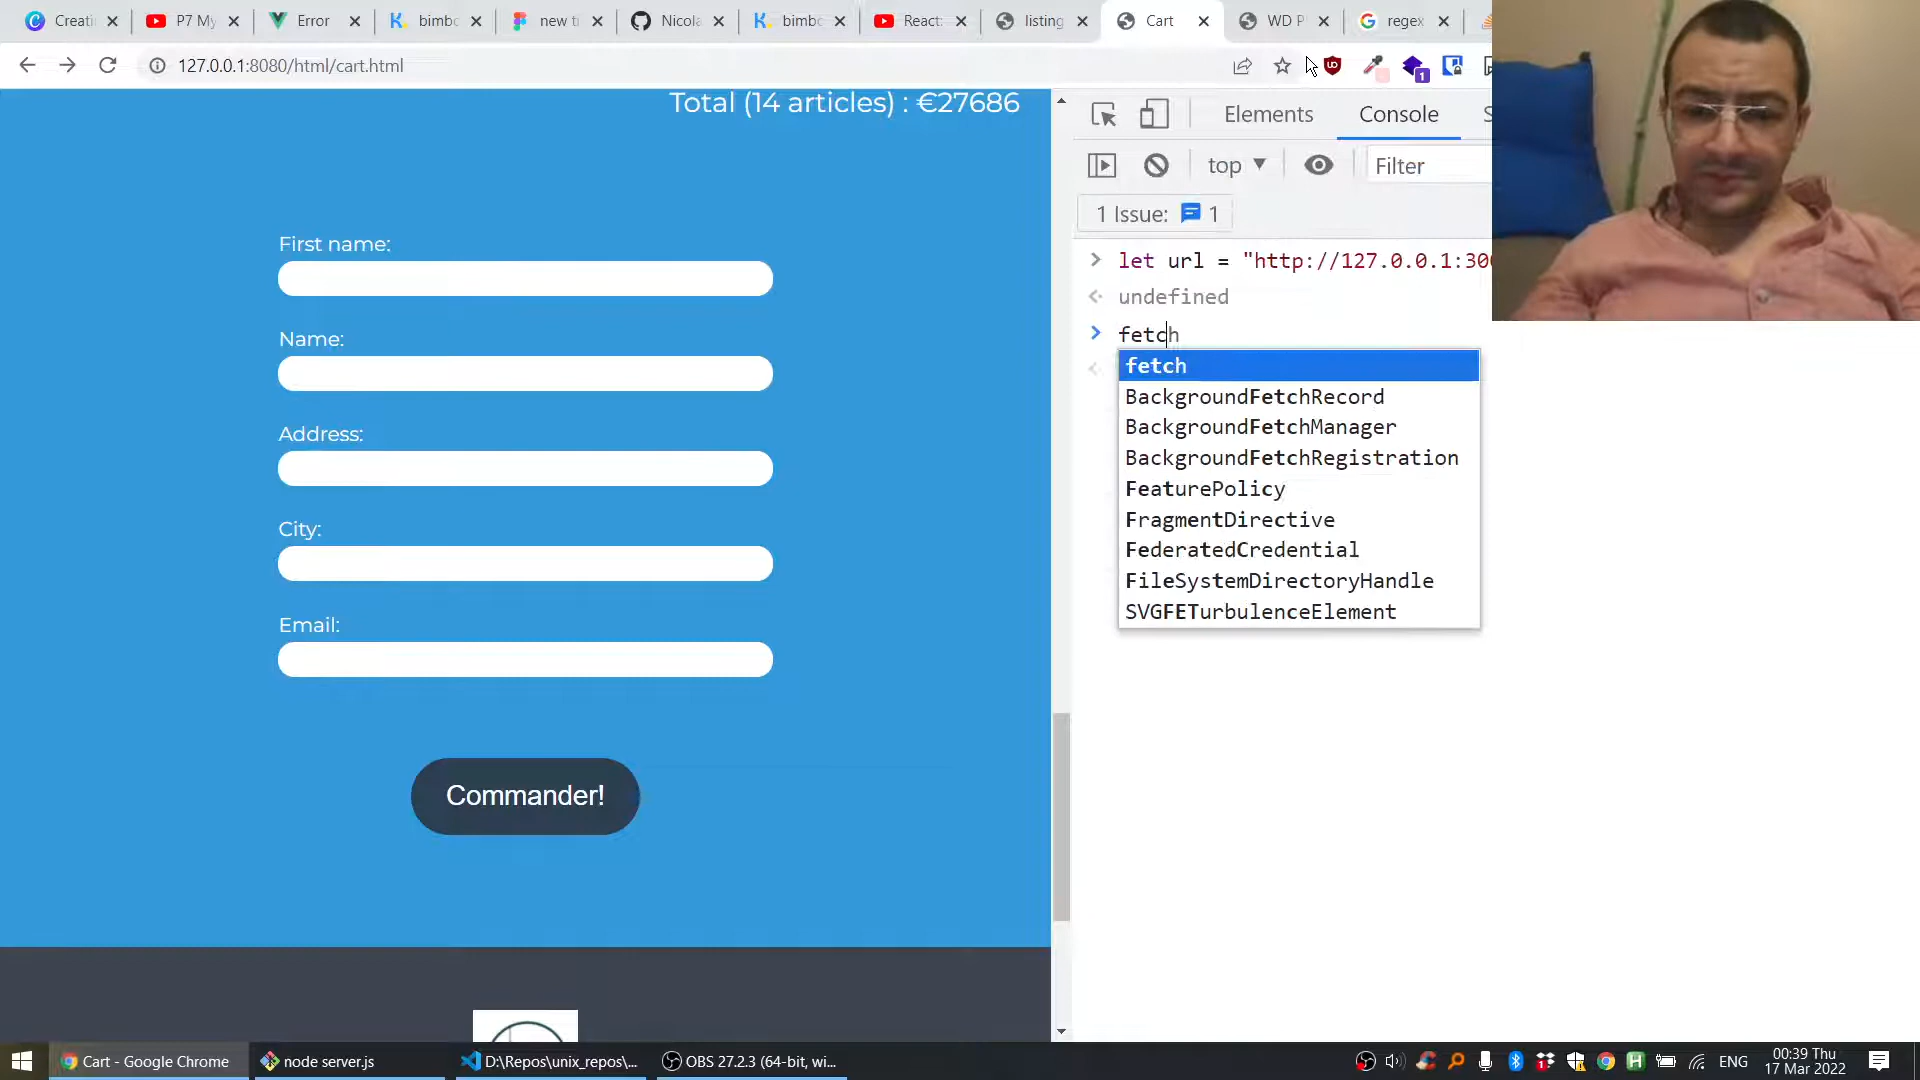 Creati
P7 My
Error
bimbo
new ti
Nicola
bimbo
React:
listing
Cart
WD P
regex
127.0.0.1:8080/html/cart.html
Total (14 articles) : €27686
First name:
Name:
Address:
City:
Email:
Commander!
Elements
Console
top
Filter
1 Issue: 1
let url = "http://127.0.0.1:300
undefined
fetch
fetch
BackgroundFetchRecord
BackgroundFetchManager
BackgroundFetchRegistration
FeaturePolicy
FragmentDirective
FederatedCredential
FileSystemDirectoryHandle
SVGFETurbulenceElement
Cart - Google Chrome
node server.js
D:\Repos\unix_repos\...
OBS 27.2.3 (64-bit, wi...
ENG
00:39 Thu
17 Mar 2022